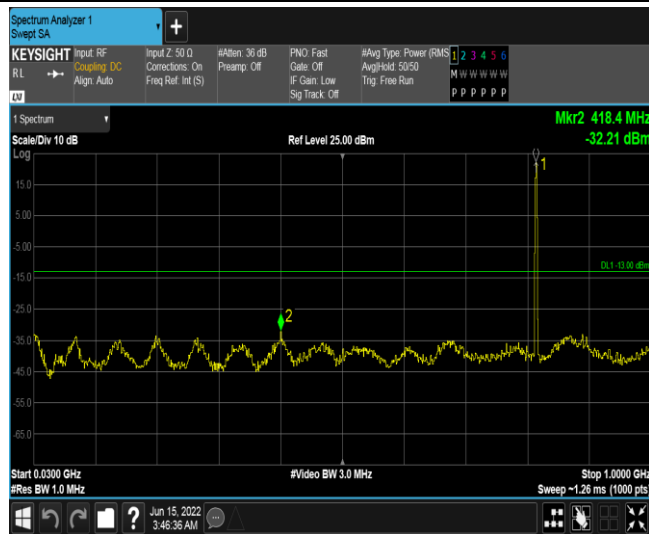 Spectrum Analyzer 1
Swept SA
+
KEYSIGHT
RL
LXI
Input: RF
Coupling: DC
Align: Auto
Input Z: 50 Ω
Corrections: On
Freq Ref: Int (S)
#Atten: 36 dB
Preamp: Off
PNO: Fast
Gate: Off
IF Gain: Low
Sig Track: Off
#Avg Type: Power (RMS
Avg|Hold: 50/50
Trig: Free Run
1 2 3 4 5 6
M W W W W W
P P P P P P
1 Spectrum
Scale/Div 10 dB
Ref Level 25.00 dBm
Mkr2 418.4 MHz
-32.21 dBm
Log
15.0
5.00
-5.00
-15.0
-25.0
-35.0
-45.0
-55.0
-65.0
1
DL1 -13.00 dBm
2
Start 0.0300 GHz
#Res BW 1.0 MHz
#Video BW 3.0 MHz
Stop 1.0000 GHz
Sweep ~1.26 ms (1000 pts)
?
Jun 15, 2022
3:46:36 AM